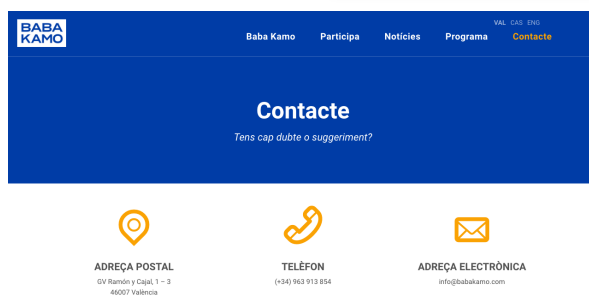 BABA
KAMO
VAL CAS ENG
Baba Kamo Participa Notícies Programa Contacte
Contacte
Tens cap dubte o suggeriment?
ADREÇA POSTAL
GV Ramón y Cajal, 1 – 3
46007 València
TELÈFON
(+34) 963 913 854
ADREÇA ELECTRÒNICA
info@babakamo.com